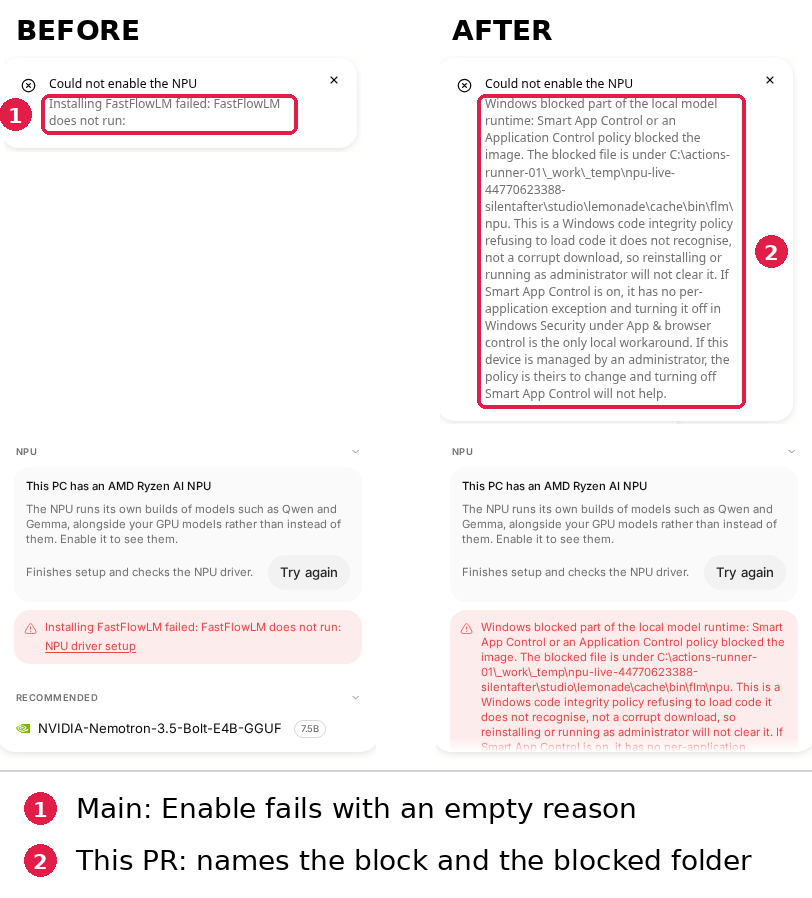 BEFORE
Could not enable the NPU
Installing FastFlowLM failed: FastFlowLM
does not run:
1
NPU
This PC has an AMD Ryzen AI NPU
The NPU runs its own builds of models such as Qwen and
Gemma, alongside your GPU models rather than instead of
them. Enable it to see them.
Finishes setup and checks the NPU driver.
Try again
Installing FastFlowLM failed: FastFlowLM does not run:
NPU driver setup
RECOMMENDED
NVIDIA-Nemotron-3.5-Bolt-E4B-GGUF 7.5B
AFTER
Could not enable the NPU
Windows blocked part of the local model
runtime: Smart App Control or an
Application Control policy blocked the
image. The blocked file is under C:\actions-
runner-01\_work\_temp\npu-live-
44770623388-
silentafter\studio\lemonade\cache\bin\flm\
npu. This is a Windows code integrity policy
refusing to load code it does not recognise,
not a corrupt download, so reinstalling or
running as administrator will not clear it. If
Smart App Control is on, it has no per-
application exception and turning it off in
Windows Security under App & browser
control is the only local workaround. If this
device is managed by an administrator, the
policy is theirs to change and turning off
Smart App Control will not help.
2
NPU
This PC has an AMD Ryzen AI NPU
The NPU runs its own builds of models such as Qwen and
Gemma, alongside your GPU models rather than instead of
them. Enable it to see them.
Finishes setup and checks the NPU driver.
Try again
Windows blocked part of the local model runtime: Smart
App Control or an Application Control policy blocked the
image. The blocked file is under C:\actions-runner-
01\_work\_temp\npu-live-44770623388-
silentafter\studio\lemonade\cache\bin\flm\npu. This is a
Windows code integrity policy refusing to load code it
does not recognise, not a corrupt download, so
reinstalling or running as administrator will not clear it. If
Smart App Control is on, it has no per-application
1 Main: Enable fails with an empty reason
2 This PR: names the block and the blocked folder